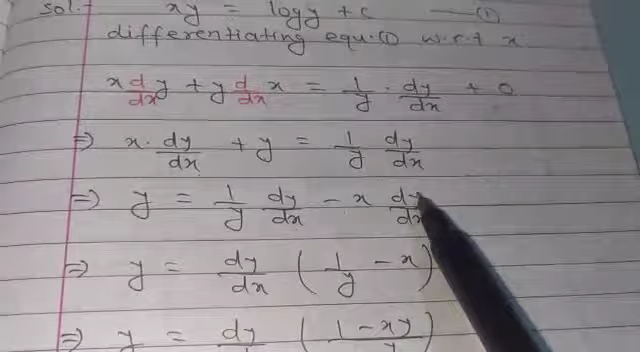 sol:- xy = logy + c —(1)
differentiating equ.(1) w.r.t x
x d/dx y + y d/dx x = 1/y · dy/dx + 0
⇒ x · dy/dx + y = 1/y dy/dx
⇒ y = 1/y dy/dx - x dy/dx
⇒ y = dy/dx (1/y - x)
⇒ y = dy/d (1-xy/y)